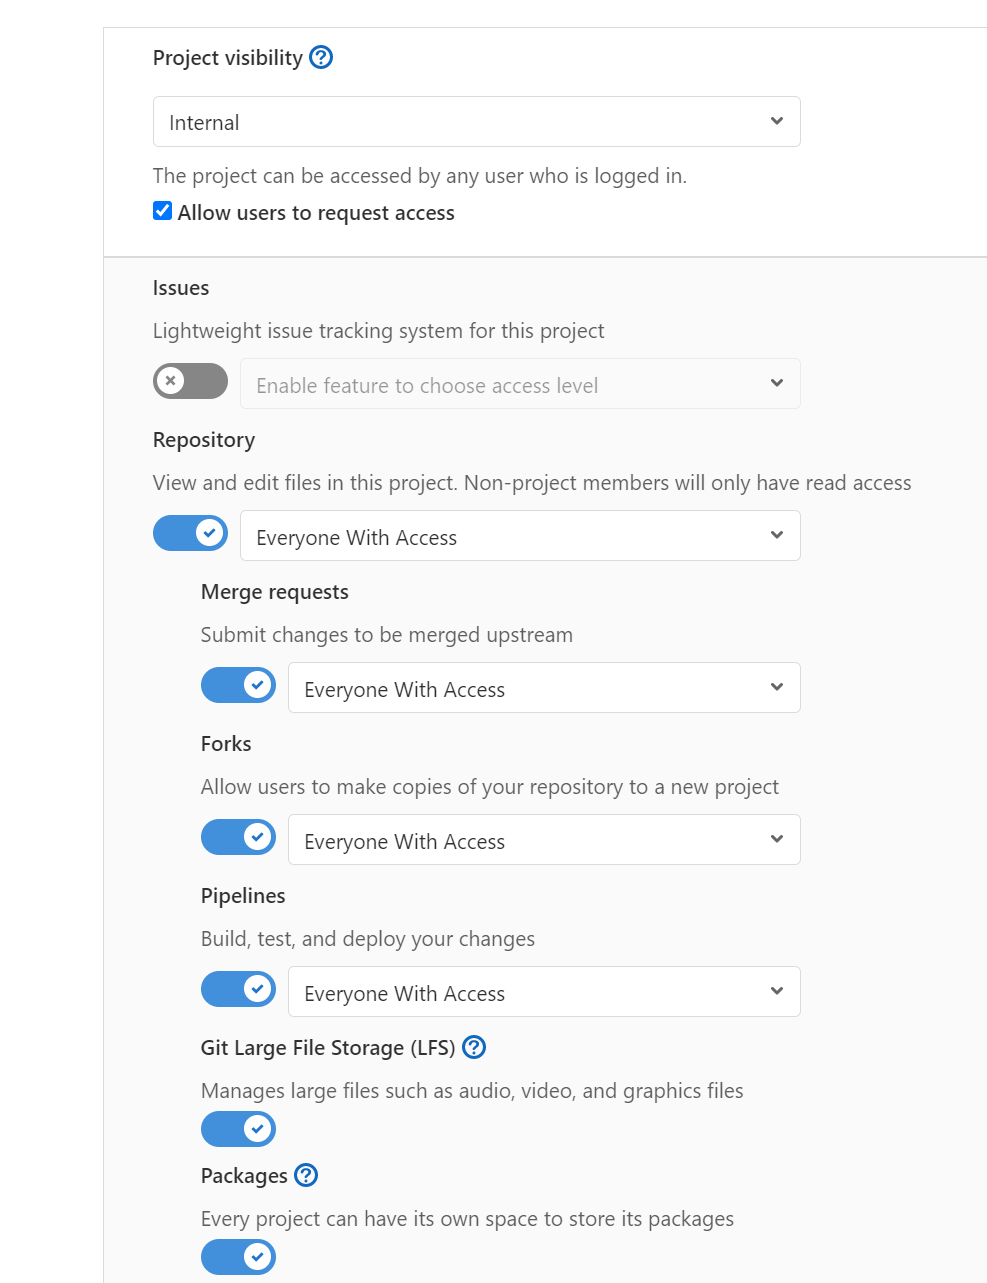 Project visibility
Internal
The project can be accessed by any user who is logged in.
Allow users to request access
Issues
Lightweight issue tracking system for this project
Enable feature to choose access level
Repository
View and edit files in this project. Non-project members will only have read access
Everyone With Access
Merge requests
Submit changes to be merged upstream
Everyone With Access
Forks
Allow users to make copies of your repository to a new project
Everyone With Access
Pipelines
Build, test, and deploy your changes
Everyone With Access
Git Large File Storage (LFS)
Manages large files such as audio, video, and graphics files
Packages
Every project can have its own space to store its packages